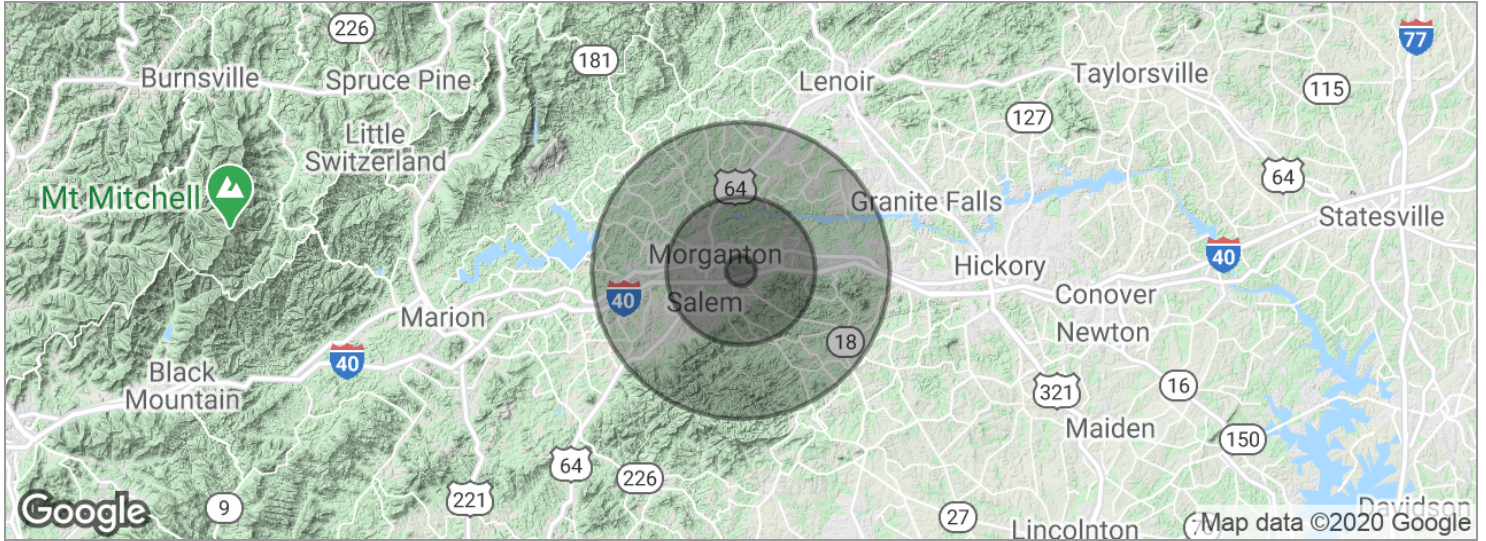 226
77
Burnsville
Spruce Pine
181
Lenoir
Taylorsville
115
Little
Switzerland
127
Mt Mitchell
64
64
Granite Falls
Statesville
Morganton
40
Hickory
40
Salem
Conover
Marion
Newton
18
40
Black
Mountain
321
16
Maiden
150
64
226
221
Google
9
27
Lincolnton
Davidson
Map data ©2020 Google